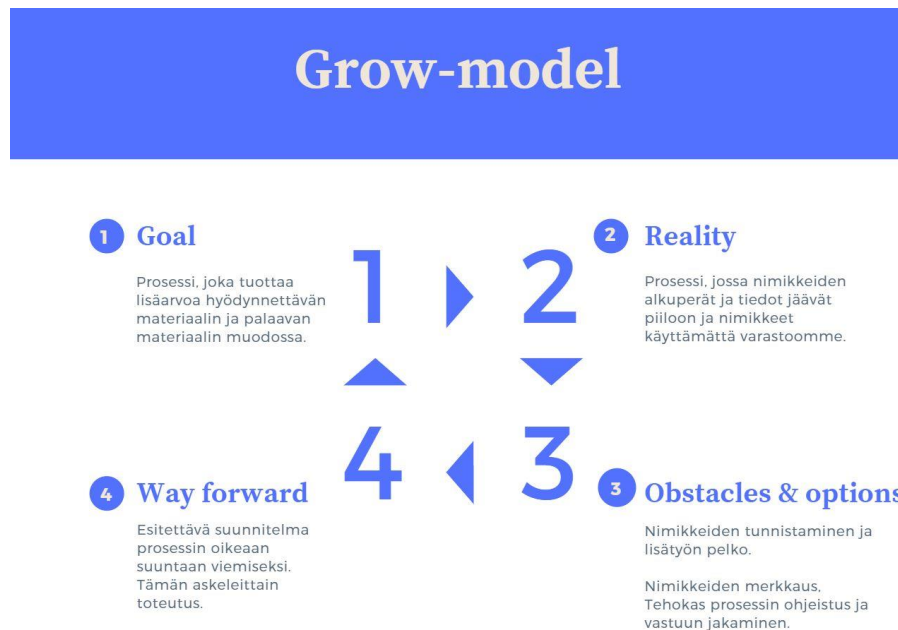 Grow-model
1
Goal
Prosessi, joka tuottaa
lisäarvoa hyödynnettävän
materiaalin ja palaavan
materiaalin muodossa.
1
2
2
Reality
Prosessi, jossa nimikkeiden
alkuperät ja tiedot jäävät
piiloon ja nimikkeet
käyttämättä varastoomme.
4
Way forward
Esitettävä suunnitelma
prosessin oikeaan
suuntaan viemiseksi.
Tämän askeleittain
toteutus.
4
3
3
Obstacles & options
Nimikkeiden tunnistaminen ja
lisätyön pelko.
Nimikkeiden merkkaus,
Tehokas prosessin ohjeistus ja
vastuun jakaminen.